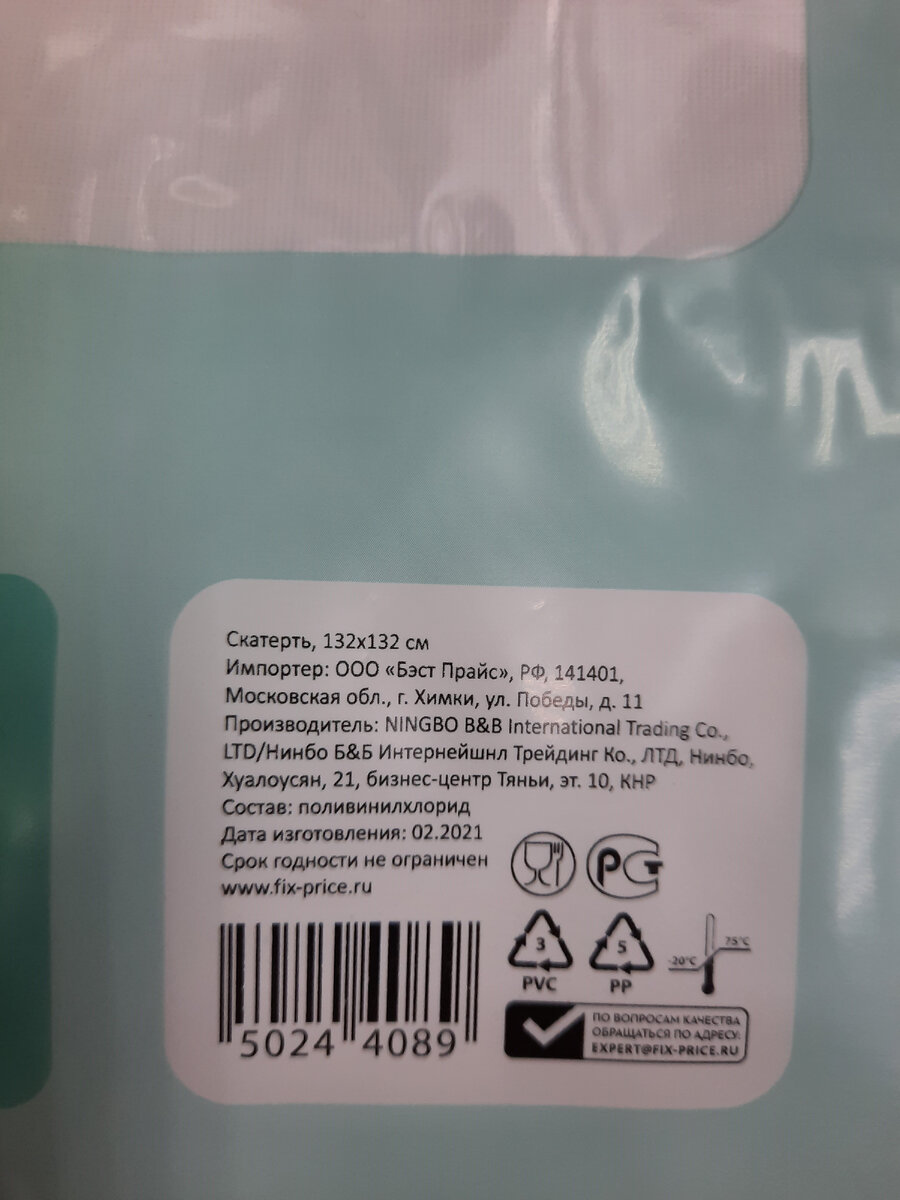 Скатерть, 132х132 см
Импортер: ООО «Бэст Прайс», РФ, 141401,
Московская обл., г. Химки, ул. Победы, д. 11
Производитель: NINGBO B&B International Trading Co.,
LTD/Нинбо Б&Б Интернейшнл Трейдинг Ко., ЛТД, Нинбо,
Хуалоусян, 21, бизнес-центр Тяньи, эт. 10, КНР
Состав: поливинилхлорид
Дата изготовления: 02.2021
Срок годности не ограничен
www.fix-price.ru
РСТ
3
PVC
5
PP
-20°C
75°C
5024 4089
ПО ВОПРОСАМ КАЧЕСТВА
ОБРАЩАТЬСЯ ПО АДРЕСУ:
EXPERT@FIX-PRICE.RU